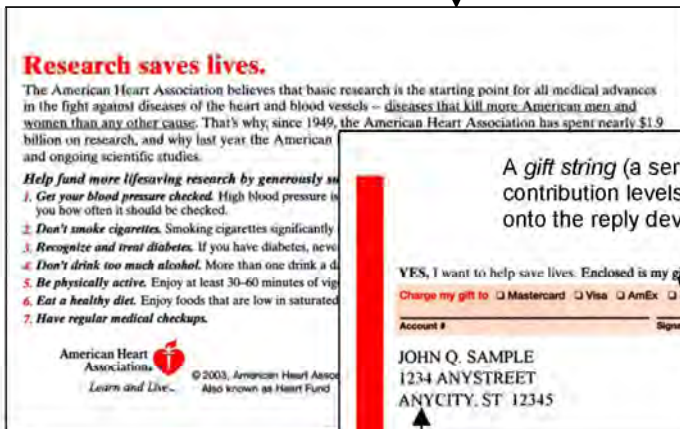 Research saves lives.
The American Heart Association believes that basic research is the starting point for all medical advances
in the fight against diseases of the heart and blood vessels – diseases that kill more American men and
women than any other cause. That's why, since 1949, the American Heart Association has spent nearly $1.9
billion on research, and why last year the American
and ongoing scientific studies.
Help fund more lifesaving research by generously
1. Get your blood pressure checked. High blood pressure is
you how often it should be checked.
2. Don't smoke cigarettes. Smoking cigarettes significantly
3. Recognize and treat diabetes. If you have diabetes,
4. Don't drink too much alcohol. More than one drink a
5. Be physically active. Enjoy at least 30–60 minutes of
6. Eat a healthy diet. Enjoy foods that are low in saturated
7. Have regular medical checkups.
American Heart
Association®
Learn and Live™
© 2003, American Heart
Also known as Heart Fund
A gift string (a
contribution levels
onto the reply
YES, I want to help save lives. Enclosed is my
Charge my gift to ❏ Mastercard ❏ Visa ❏ AmEx ❏
Account #
JOHN Q. SAMPLE
1234 ANYSTREET
ANYCITY, ST 12345